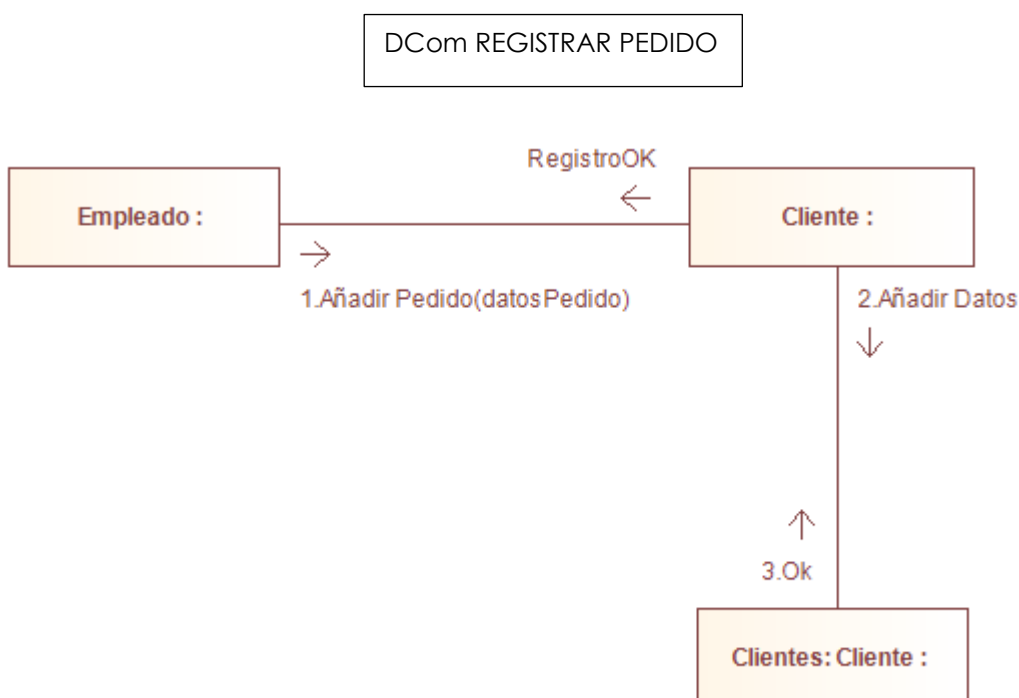 DCom REGISTRAR PEDIDO
RegistroOK
Empleado :
Cliente :
1.Añadir Pedido(datosPedido)
2.Añadir Datos
3.Ok
Clientes: Cliente :